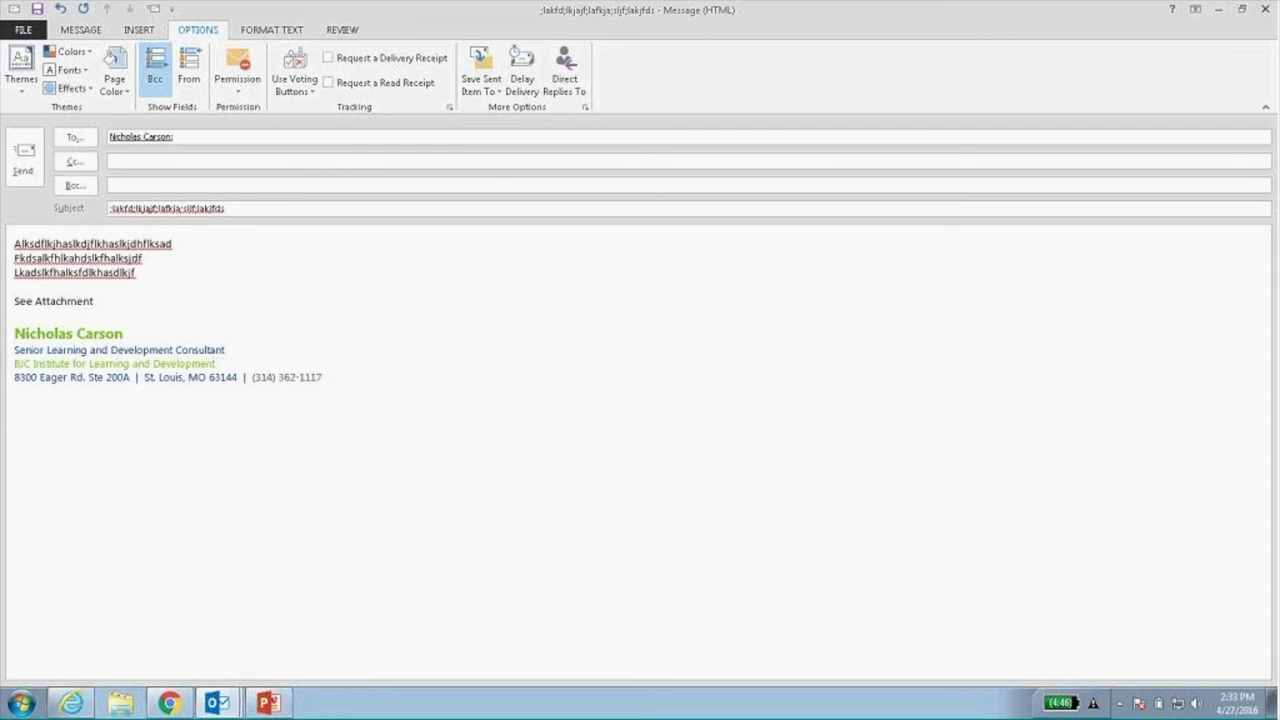 ;lakfd;lkjajf;lafkja;sljf;lakjfds - Message (HTML)
FILE MESSAGE INSERT OPTIONS FORMAT TEXT REVIEW
Themes
Colors
Fonts
Effects
Page Color
Themes
Bcc
From
Show Fields
Permission
Permission
Use Voting Buttons
Request a Delivery Receipt
Request a Read Receipt
Tracking
Save Sent Item To
Delay Delivery
Direct Replies To
More Options
Send
To... Nicholas Carson;
Cc...
Bcc...
Subject ;lakfd;lkjajf;lafkja;sljf;lakjfds
Alksdflkjhaslkdjflkhaslkjdhflksad
Fkdsalkfhlkahdslkfhalksjdf
Lkadslkfhalksfdlkhasdlkjf
See Attachment
Nicholas Carson
Senior Learning and Development Consultant
BJC Institute for Learning and Development
8300 Eager Rd. Ste 200A | St. Louis, MO 63144 | (314) 362-1117
(4:46)
2:33 PM
4/27/2016